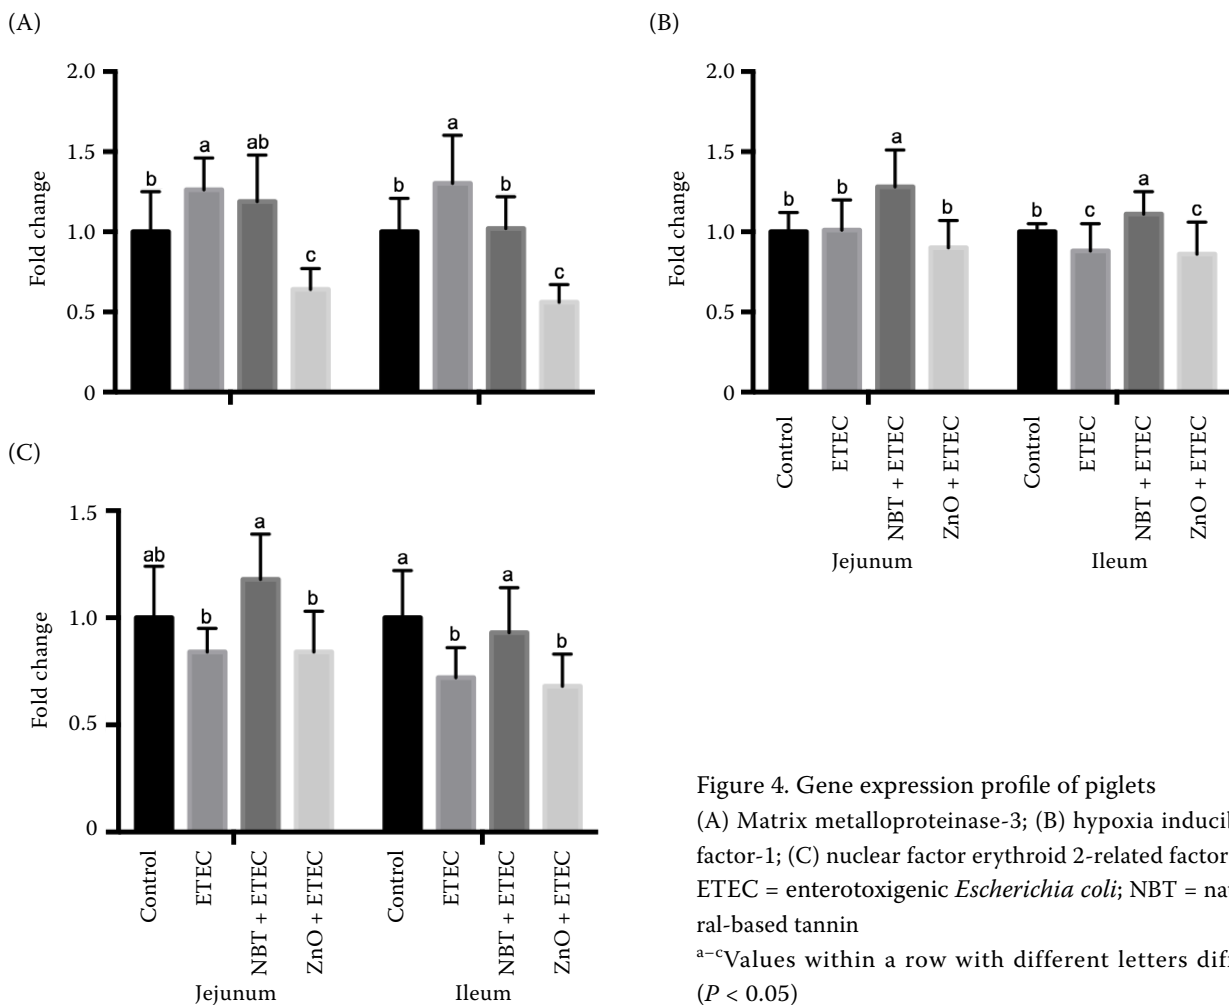 (A)
2.0
1.5
1.0
0.5
0
Fold change
b
a
ab
c
b
a
b
c
(B)
2.0
1.5
1.0
0.5
0
Fold change
b
b
a
b
b
c
a
c
Control
ETEC
NBT + ETEC
ZnO + ETEC
Control
ETEC
NBT + ETEC
ZnO + ETEC
Jejunum
Ileum
(C)
1.5
1.0
0.5
0
Fold change
ab
b
a
b
a
b
a
b
Control
ETEC
NBT + ETEC
ZnO + ETEC
Control
ETEC
NBT + ETEC
ZnO + ETEC
Jejunum
Ileum
Figure 4. Gene expression profile of piglets
(A) Matrix metalloproteinase-3; (B) hypoxia
factor-1; (C) nuclear factor erythroid 2-related factor
ETEC = enterotoxigenic Escherichia coli; NBT =
ral-based tannin
a–cValues within a row with different letters
(P < 0.05)